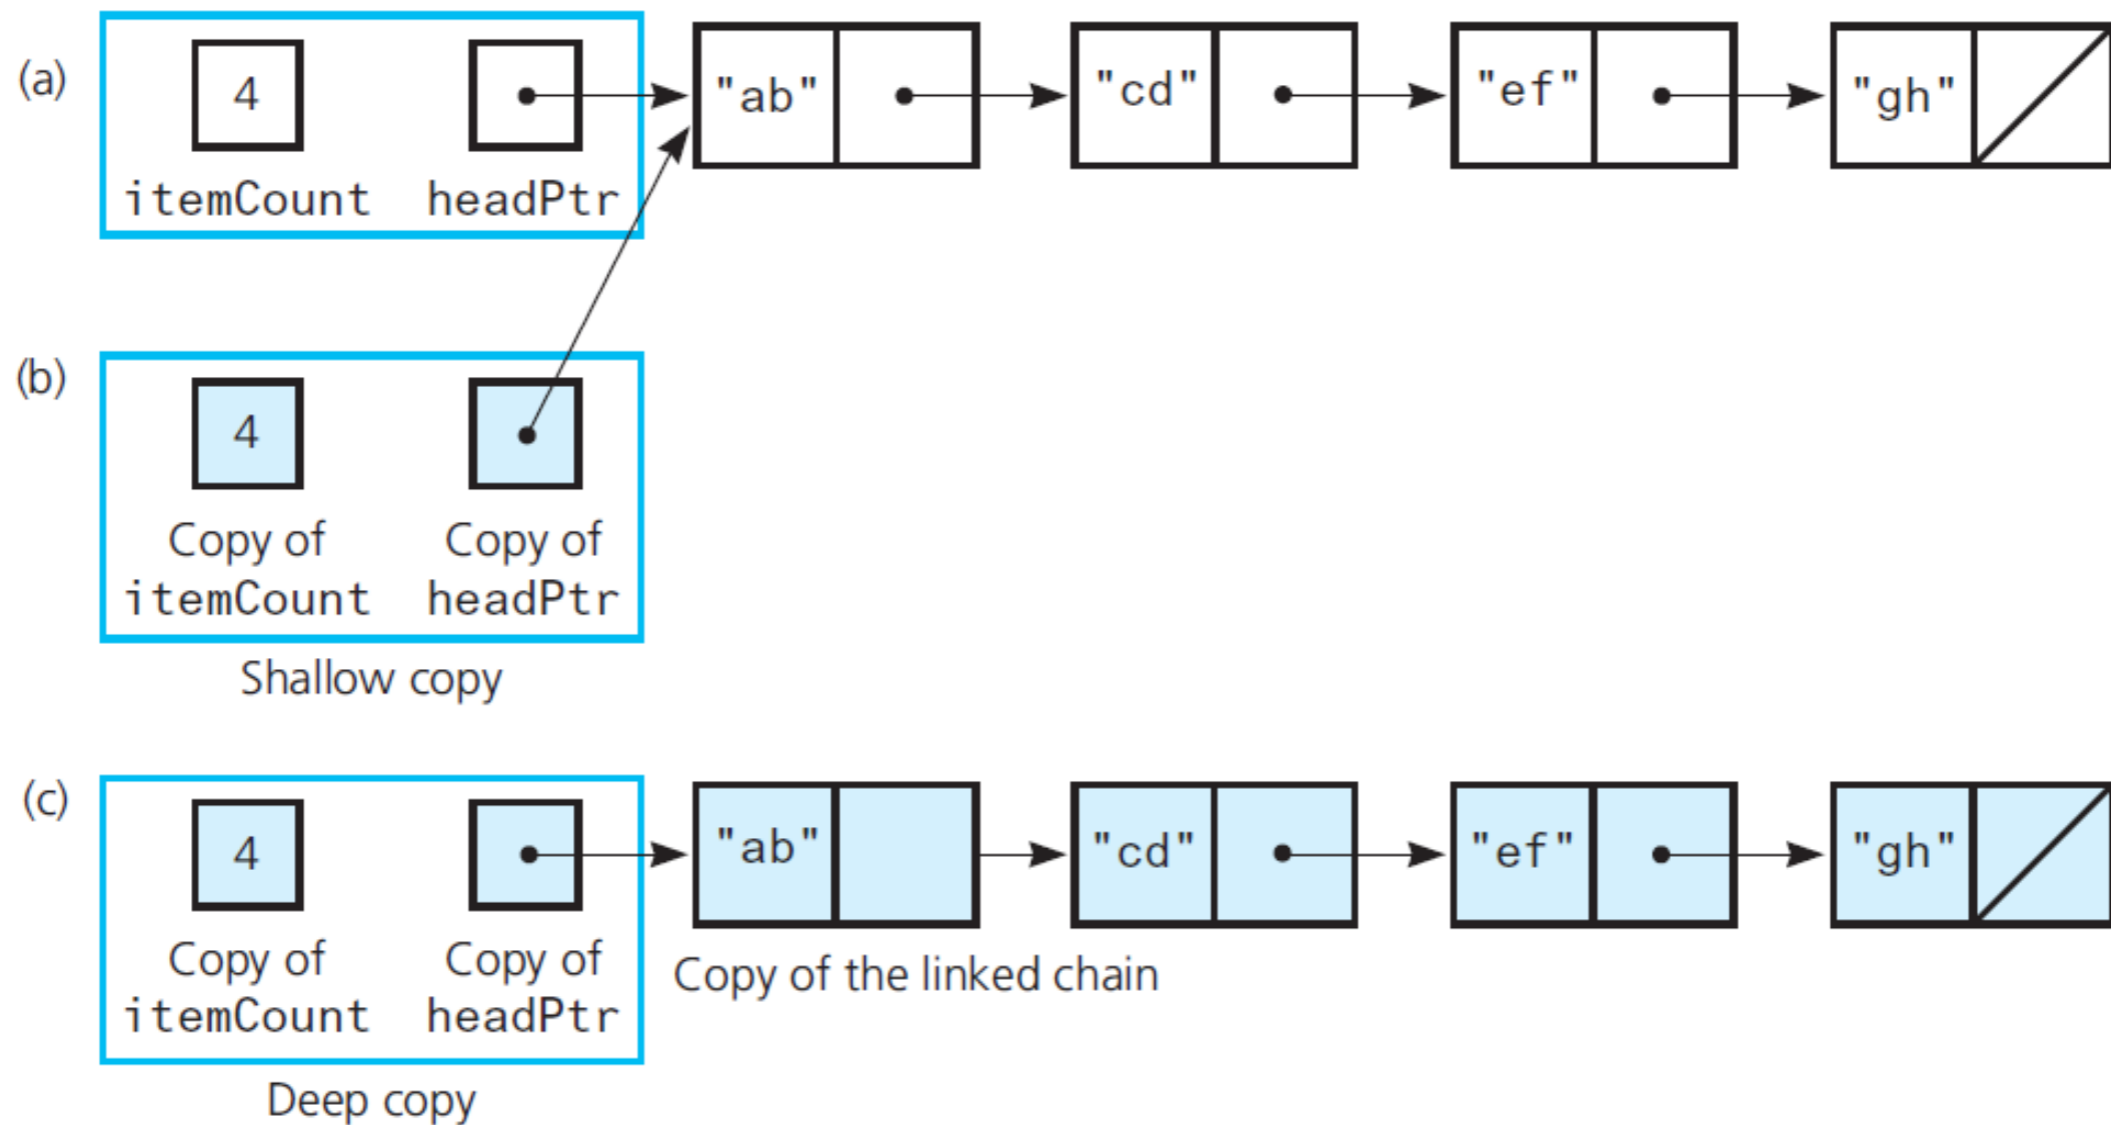 (a)
4
itemCount headPtr
"ab" "cd" "ef" "gh"
(b)
4
Copy of Copy of
itemCount headPtr
Shallow copy
(c)
4
"ab" "cd" "ef" "gh"
Copy of Copy of
itemCount headPtr
Copy of the linked chain
Deep copy